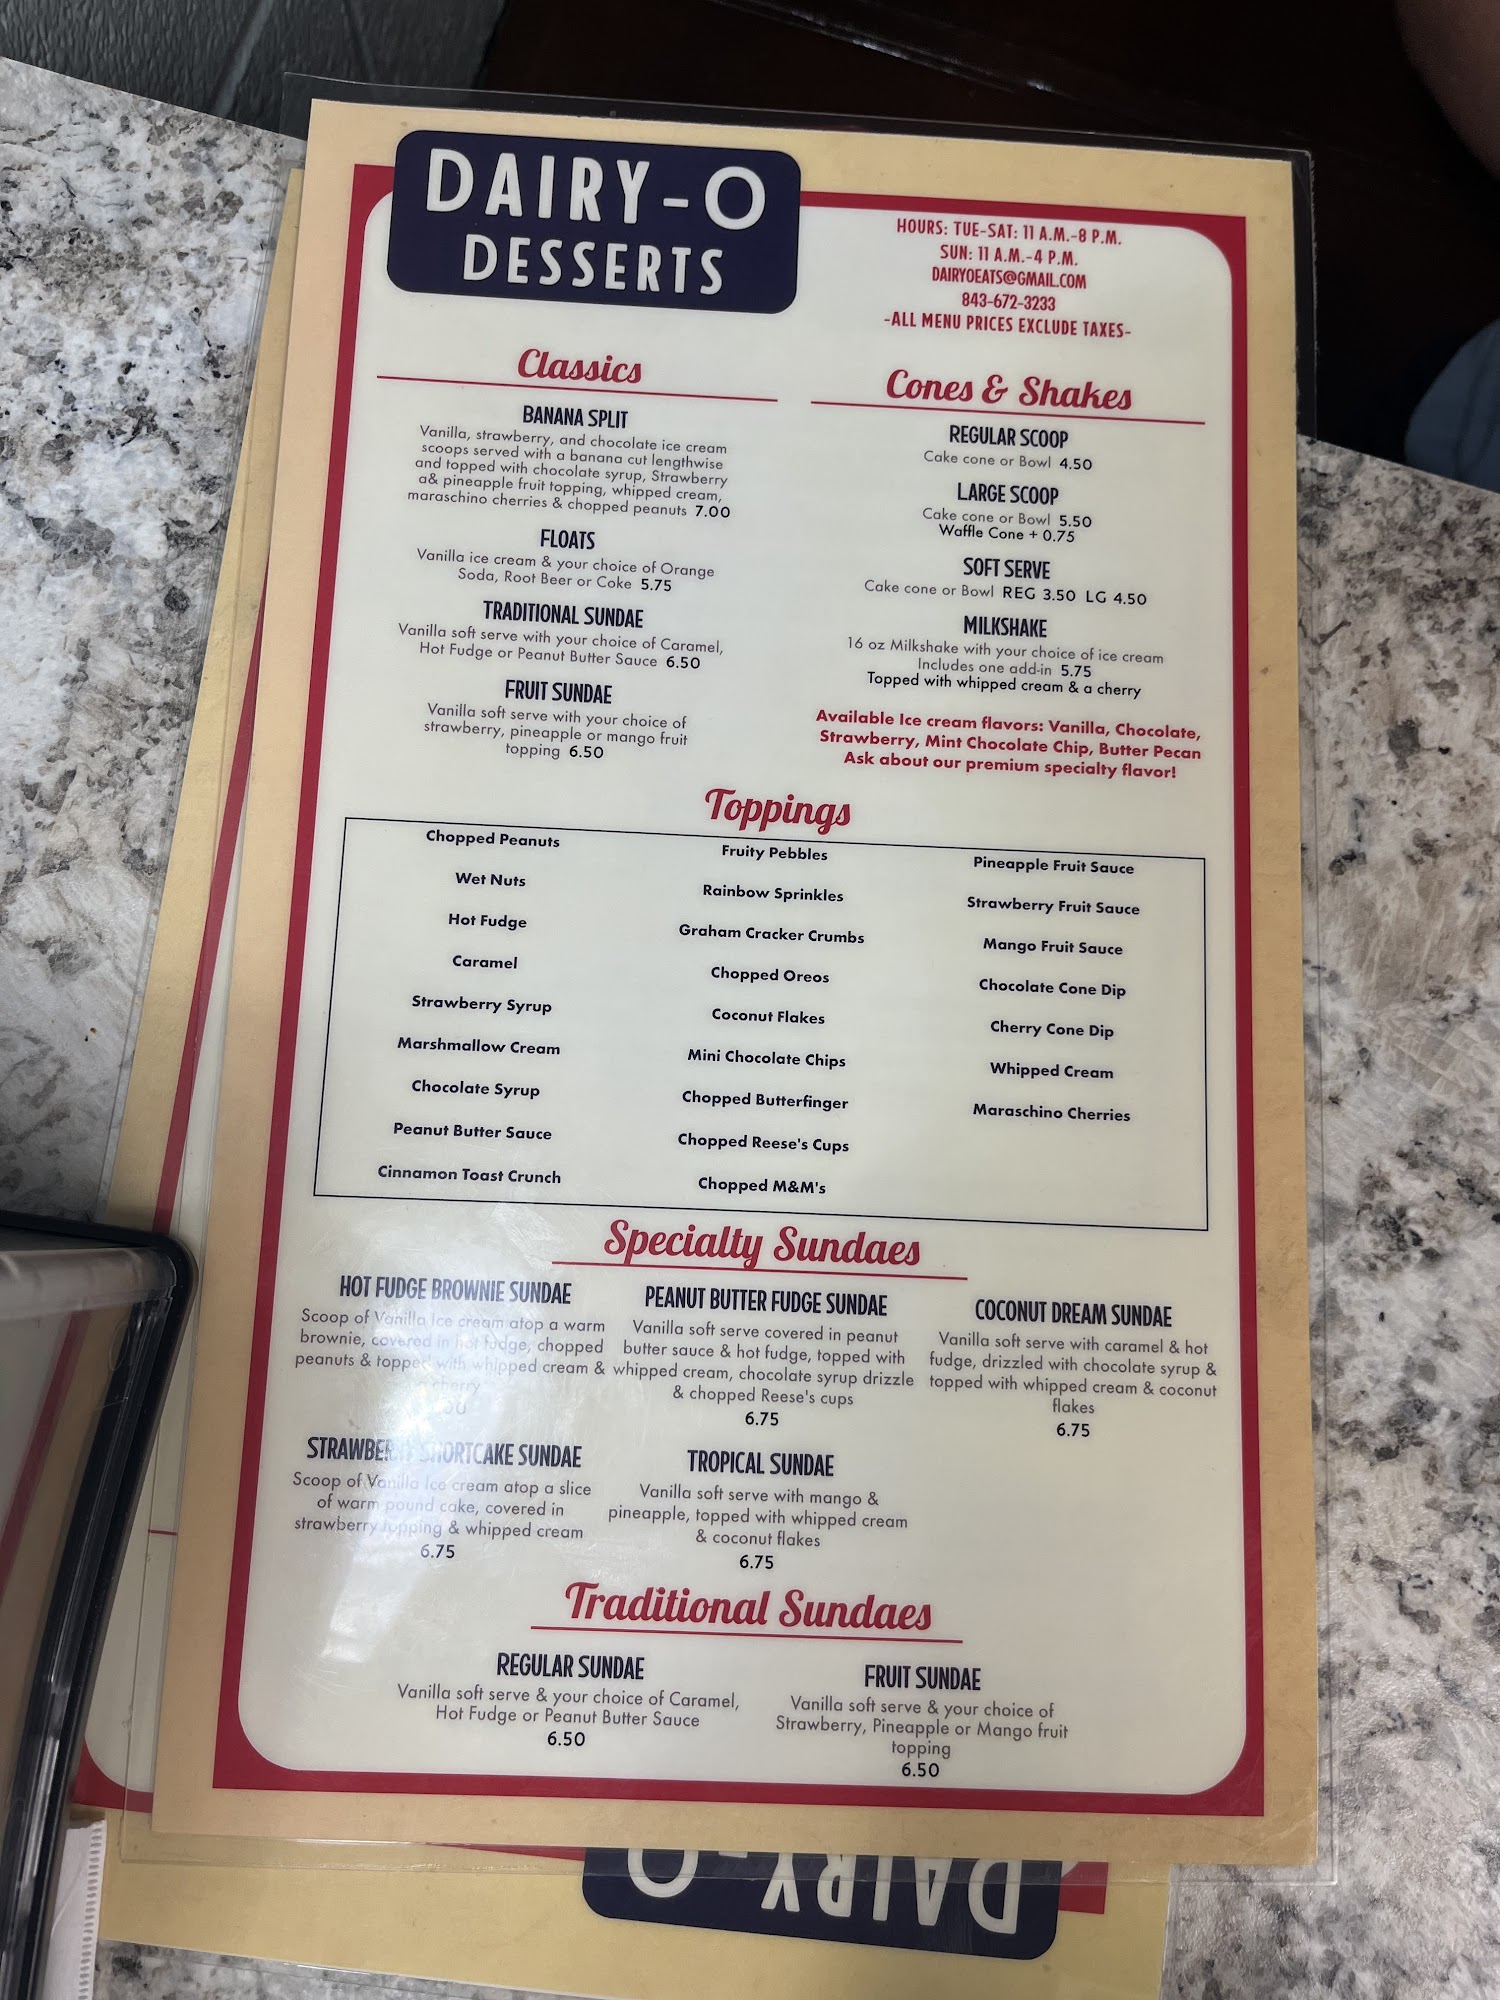 DAIRY-O
DESSERTS
HOURS: TUE-SAT: 11 A.M.-8 P.M.
SUN: 11 A.M.-4 P.M.
DAIRYOEATS@GMAIL.COM
843-672-3233
-ALL MENU PRICES EXCLUDE TAXES-
Classics
BANANA SPLIT
Vanilla, strawberry, and chocolate ice cream
scoops served with a banana cut lengthwise
and topped with chocolate syrup, Strawberry
a& pineapple fruit topping, whipped cream,
maraschino cherries & chopped peanuts 7.00
FLOATS
Vanilla ice cream & your choice of Orange
Soda, Root Beer or Coke 5.75
TRADITIONAL SUNDAE
Vanilla soft serve with your choice of Caramel,
Hot Fudge or Peanut Butter Sauce 6.50
FRUIT SUNDAE
Vanilla soft serve with your choice of
strawberry, pineapple or mango fruit
topping 6.50
Cones & Shakes
REGULAR SCOOP
Cake cone or Bowl 4.50
LARGE SCOOP
Cake cone or Bowl 5.50
Waffle Cone + 0.75
SOFT SERVE
Cake cone or Bowl REG 3.50 LG 4.50
MILKSHAKE
16 oz Milkshake with your choice of ice cream
Includes one add-in 5.75
Topped with whipped cream & a cherry
Available Ice cream flavors: Vanilla, Chocolate,
Strawberry, Mint Chocolate Chip, Butter Pecan
Ask about our premium specialty flavor!
Toppings
Chopped Peanuts
Wet Nuts
Hot Fudge
Caramel
Strawberry Syrup
Marshmallow Cream
Chocolate Syrup
Peanut Butter Sauce
Cinnamon Toast Crunch
Fruity Pebbles
Rainbow Sprinkles
Graham Cracker Crumbs
Chopped Oreos
Coconut Flakes
Mini Chocolate Chips
Chopped Butterfinger
Chopped Reese's Cups
Chopped M&M's
Pineapple Fruit Sauce
Strawberry Fruit Sauce
Mango Fruit Sauce
Chocolate Cone Dip
Cherry Cone Dip
Whipped Cream
Maraschino Cherries
Specialty Sundaes
HOT FUDGE BROWNIE SUNDAE
Scoop of Vanilla Ice cream atop a warm
brownie, covered in hot fudge, chopped
peanuts & topped with whipped cream &
cherry
PEANUT BUTTER FUDGE SUNDAE
Vanilla soft serve covered in peanut
butter sauce & hot fudge, topped with
whipped cream, chocolate syrup drizzle
& chopped Reese's cups
6.75
COCONUT DREAM SUNDAE
Vanilla soft serve with caramel & hot
fudge, drizzled with chocolate syrup &
topped with whipped cream & coconut
flakes
6.75
STRAWBERRY SHORTCAKE SUNDAE
Scoop of Vanilla Ice cream atop a slice
of warm pound cake, covered in
strawberry topping & whipped cream
6.75
TROPICAL SUNDAE
Vanilla soft serve with mango &
pineapple, topped with whipped cream
& coconut flakes
6.75
Traditional Sundaes
REGULAR SUNDAE
Vanilla soft serve & your choice of Caramel,
Hot Fudge or Peanut Butter Sauce
6.50
FRUIT SUNDAE
Vanilla soft serve & your choice of
Strawberry, Pineapple or Mango fruit
topping
6.50
DAIRY-O